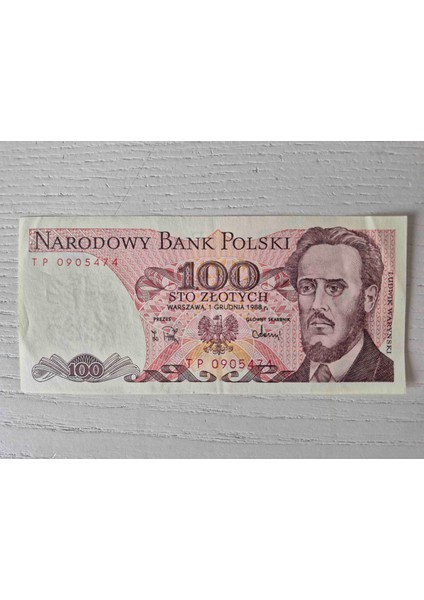 NARODOWY BANK POLSKI
TP 0905474
100
STO ZŁOTYCH
WARSZAWA, 1 GRUDNIA 1988 r.
PREZES
GŁÓWNY SKARBNIK
TP 0905474
100
LUDWIK WARYŃSKI